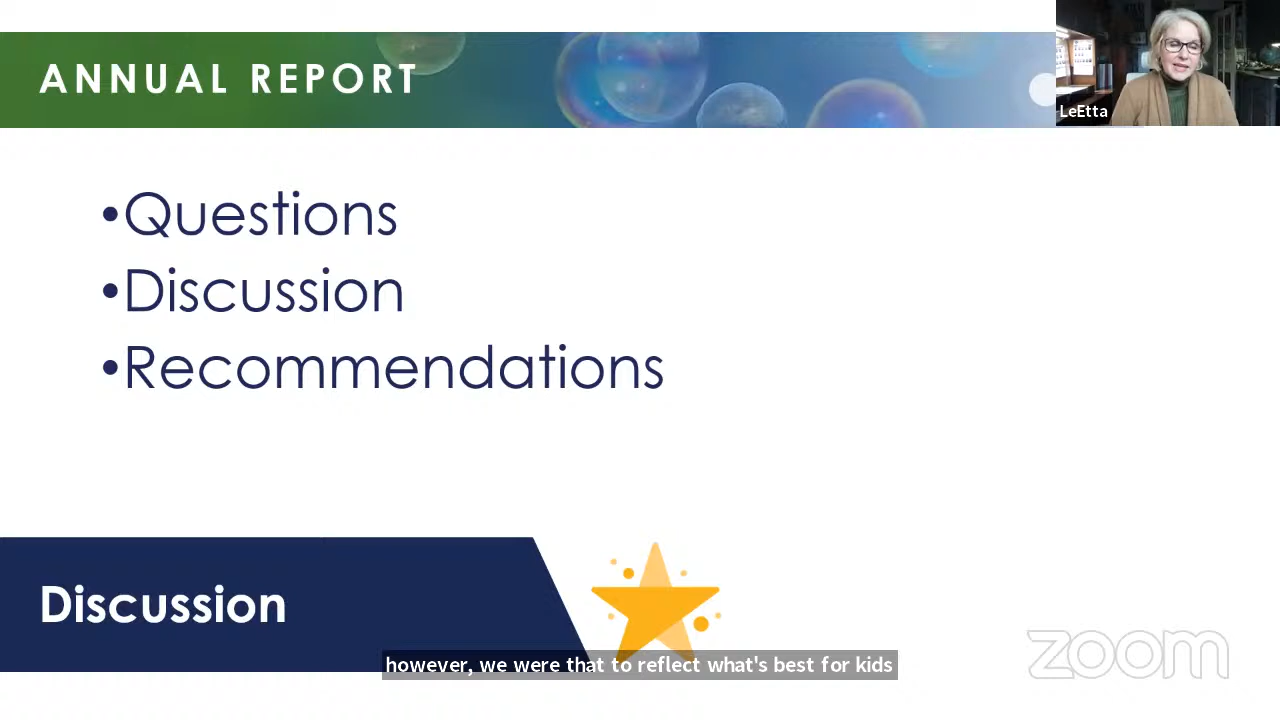 ANNUAL REPORT
LeEtta
•Questions
•Discussion
•Recommendations
Discussion
zoom
however, we were that to reflect what's best for kids